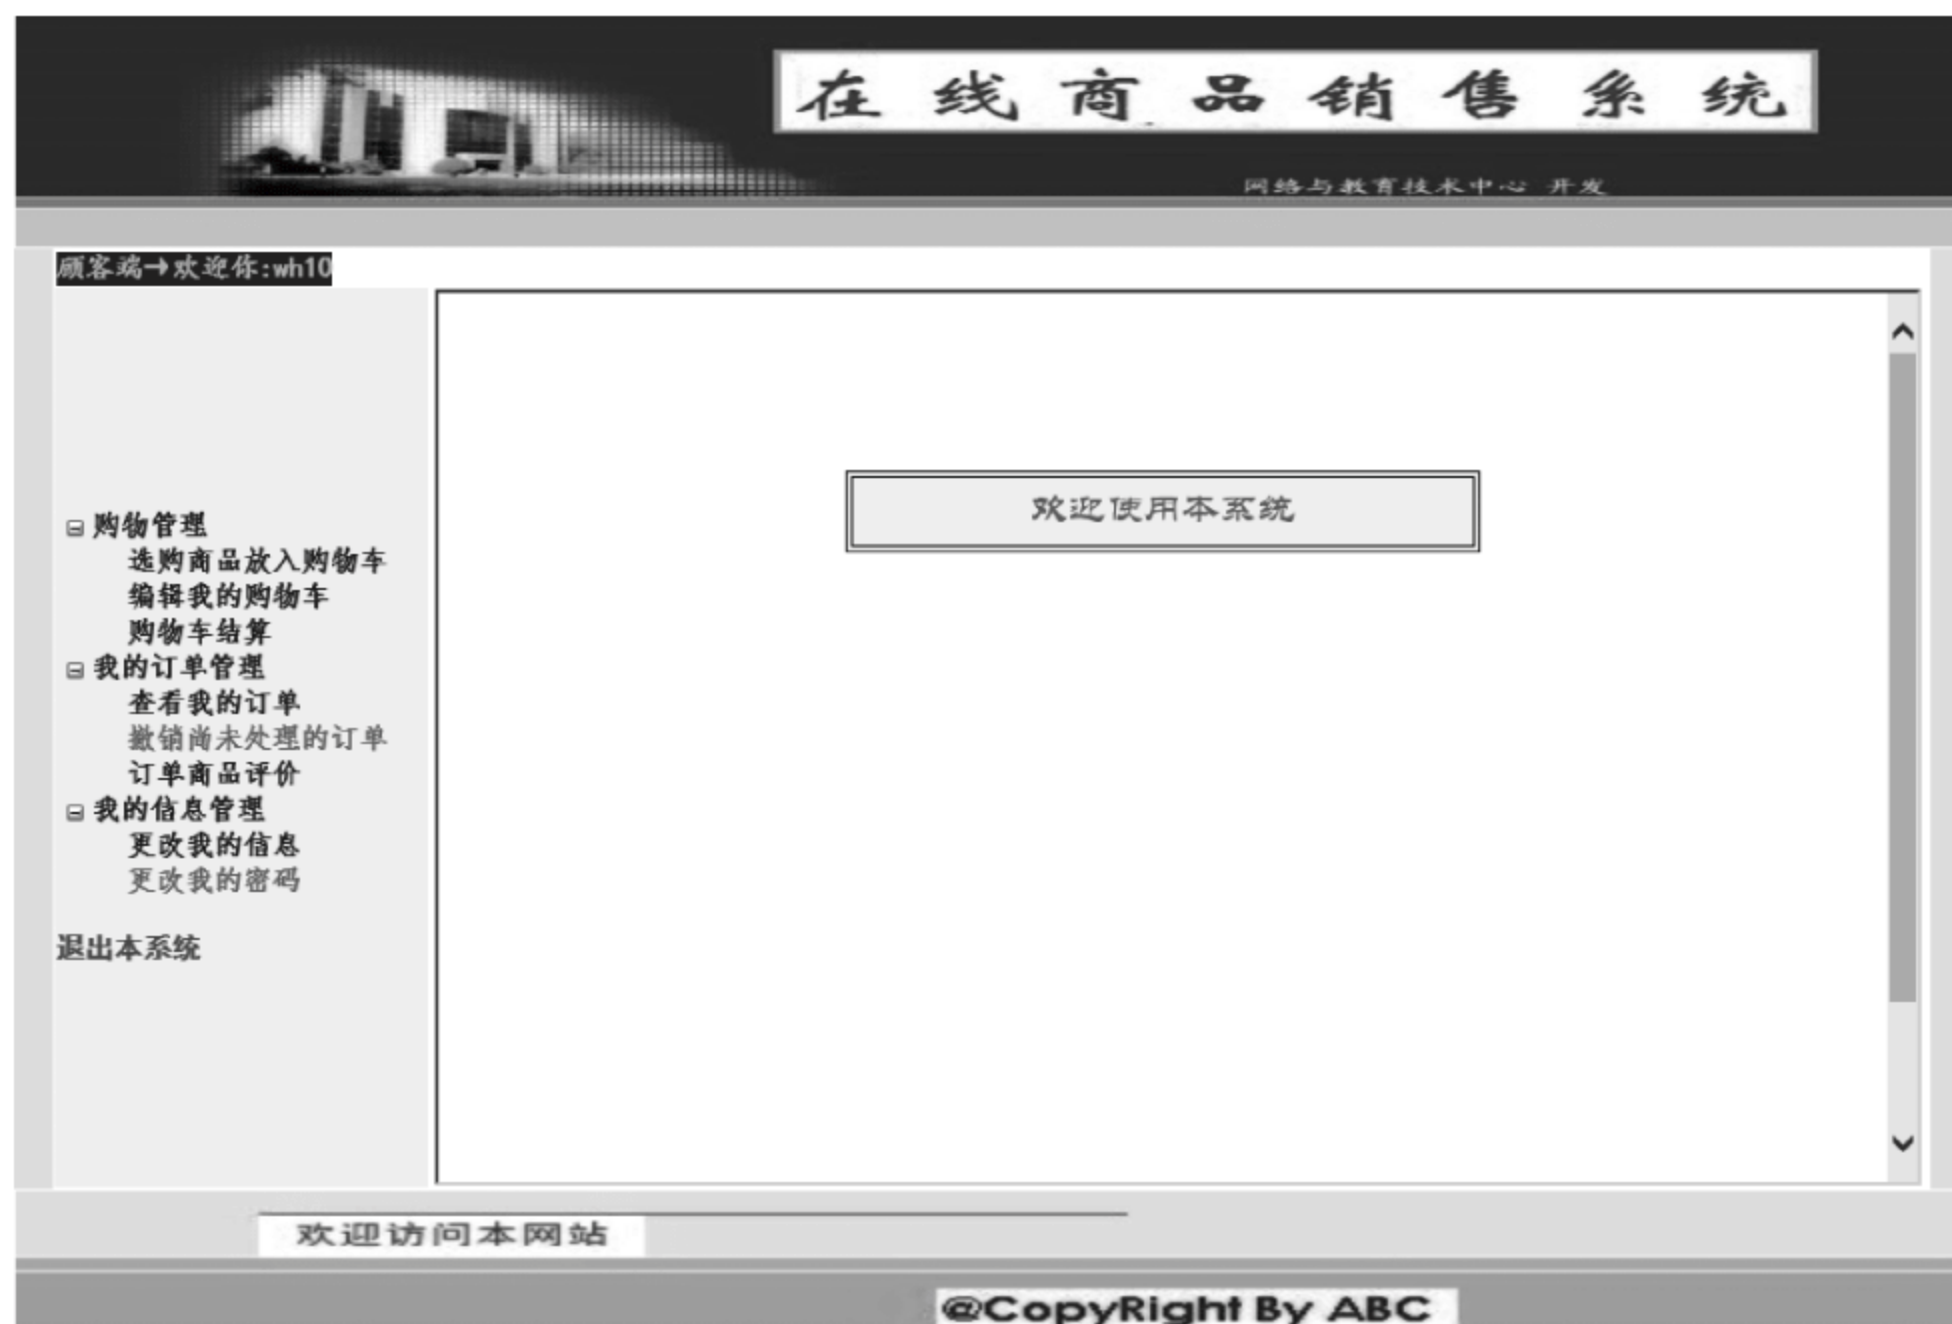 在线商品销售系统
网络与教育技术中心 开发
顾客端→欢迎你:wh10
欢迎使用本系统
购物管理
选购商品放入购物车
编辑我的购物车
购物车结算
我的订单管理
查看我的订单
撤销尚未处理的订单
订单商品评价
我的信息管理
更改我的信息
更改我的密码
退出本系统
欢迎访问本网站
@CopyRight By ABC